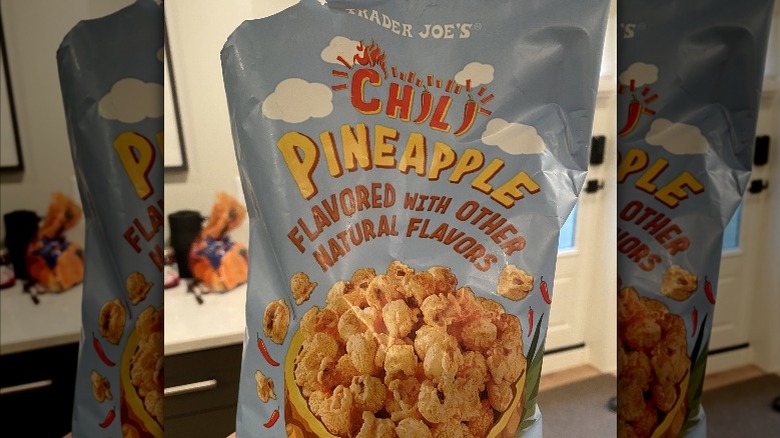 TRADER JOE'S®
CHILI
PINEAPPLE
FLAVORED WITH OTHER
NATURAL FLAVORS